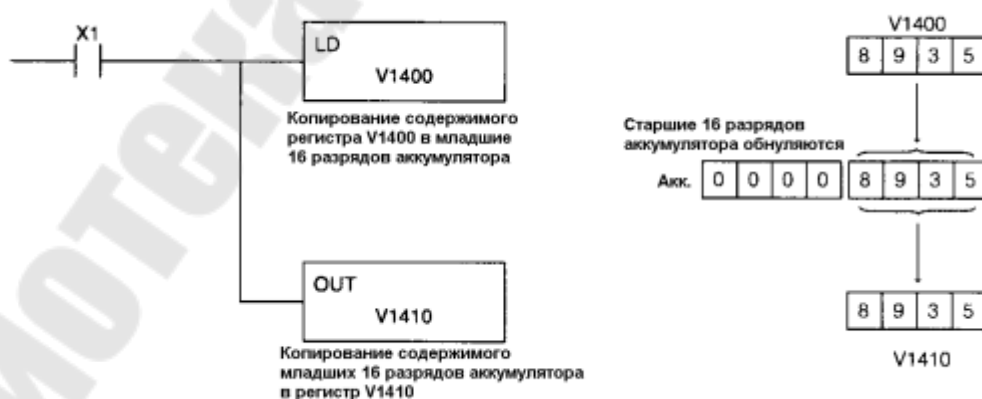 X1
LD
V1400
Копирование содержимого
регистра V1400 в младшие
16 разрядов аккумулятора
OUT
V1410
Копирование содержимого
младших 16 разрядов аккумулятора
в регистр V1410
V1400
8 9 3 5
Старшие 16 разрядов
аккумулятора обнуляются
Акк. 0 0 0 0 8 9 3 5
8 9 3 5
V1410